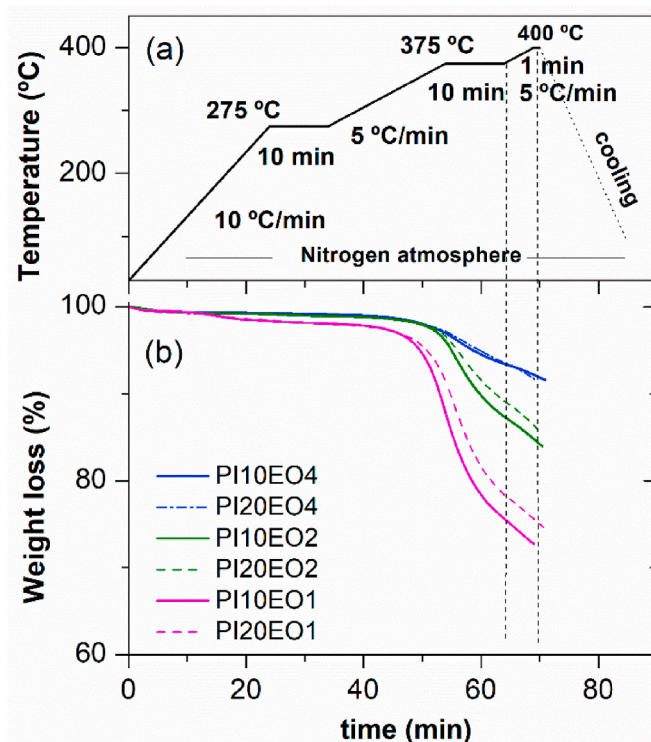 (a)
400 ºC
375 ºC
1 min
10 min
5 ºC/min
275 ºC
10 min
5 ºC/min
10 ºC/min
cooling
Nitrogen atmosphere
Temperature (ºC)
400
200
(b)
100
80
60
Weight loss (%)
PI10EO4
PI20EO4
PI10EO2
PI20EO2
PI10EO1
PI20EO1
0 20 40 60 80
time (min)